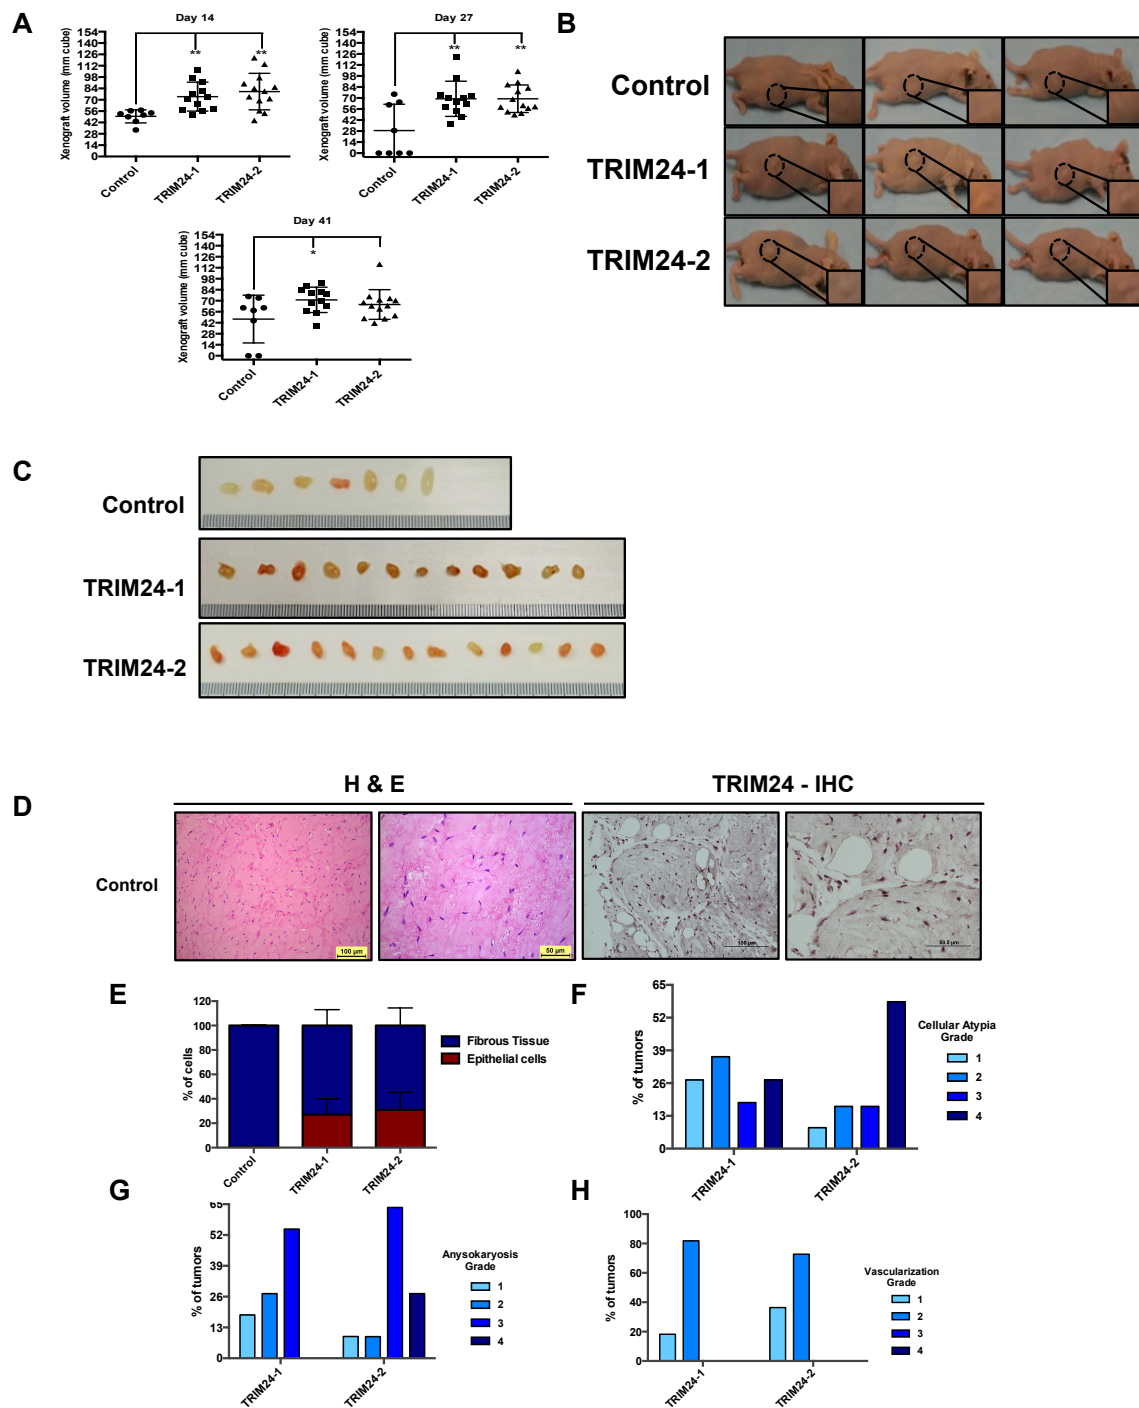 A
Day 14
Xenograft volume (mm cube)
154
140
126
112
98
84
70
56
42
28
14
0
**
**
Control
TRIM24-1
TRIM24-2
Day 27
Xenograft volume (mm cube)
154
140
126
112
98
84
70
56
42
28
14
0
**
**
Control
TRIM24-1
TRIM24-2
Day 41
Xenograft volume (mm cube)
154
140
126
112
98
84
70
56
42
28
14
0
*
Control
TRIM24-1
TRIM24-2
B
Control
TRIM24-1
TRIM24-2
C
Control
TRIM24-1
TRIM24-2
D
H & E
TRIM24 - IHC
Control
100 µm
50 µm
100 µm
50.0 µm
E
% of cells
120
100
80
60
40
20
0
Control
TRIM24-1
TRIM24-2
Fibrous Tissue
Epithelial cells
F
% of tumors
65
52
39
26
13
0
TRIM24-1
TRIM24-2
Cellular Atypia
Grade
1
2
3
4
G
% of tumors
65
52
39
26
13
0
TRIM24-1
TRIM24-2
Anysokaryosis
Grade
1
2
3
4
H
% of tumors
100
80
60
40
20
0
TRIM24-1
TRIM24-2
Vascularization
Grade
1
2
3
4